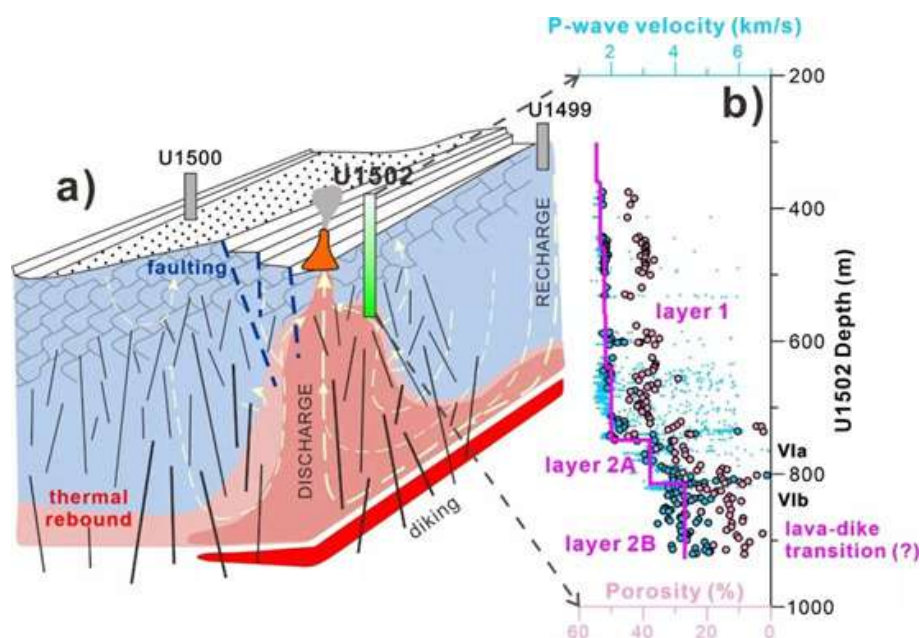 a)
U1500
U1502
U1499
faulting
RECHARGE
DISCHARGE
thermal
rebound
diking
P-wave velocity (km/s)
2 4 6
b)
200
400
600
800
1000
U1502 Depth (m)
layer 1
layer 2A
layer 2B
VIa
VIb
lava-dike
transition (?)
Porosity (%)
60 40 20 0